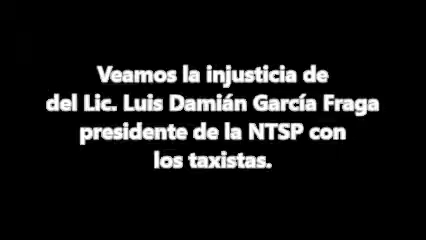 Veamos la injusticia de
del Lic. Luis Damián García Fraga
presidente de la NTSP con
los taxistas.